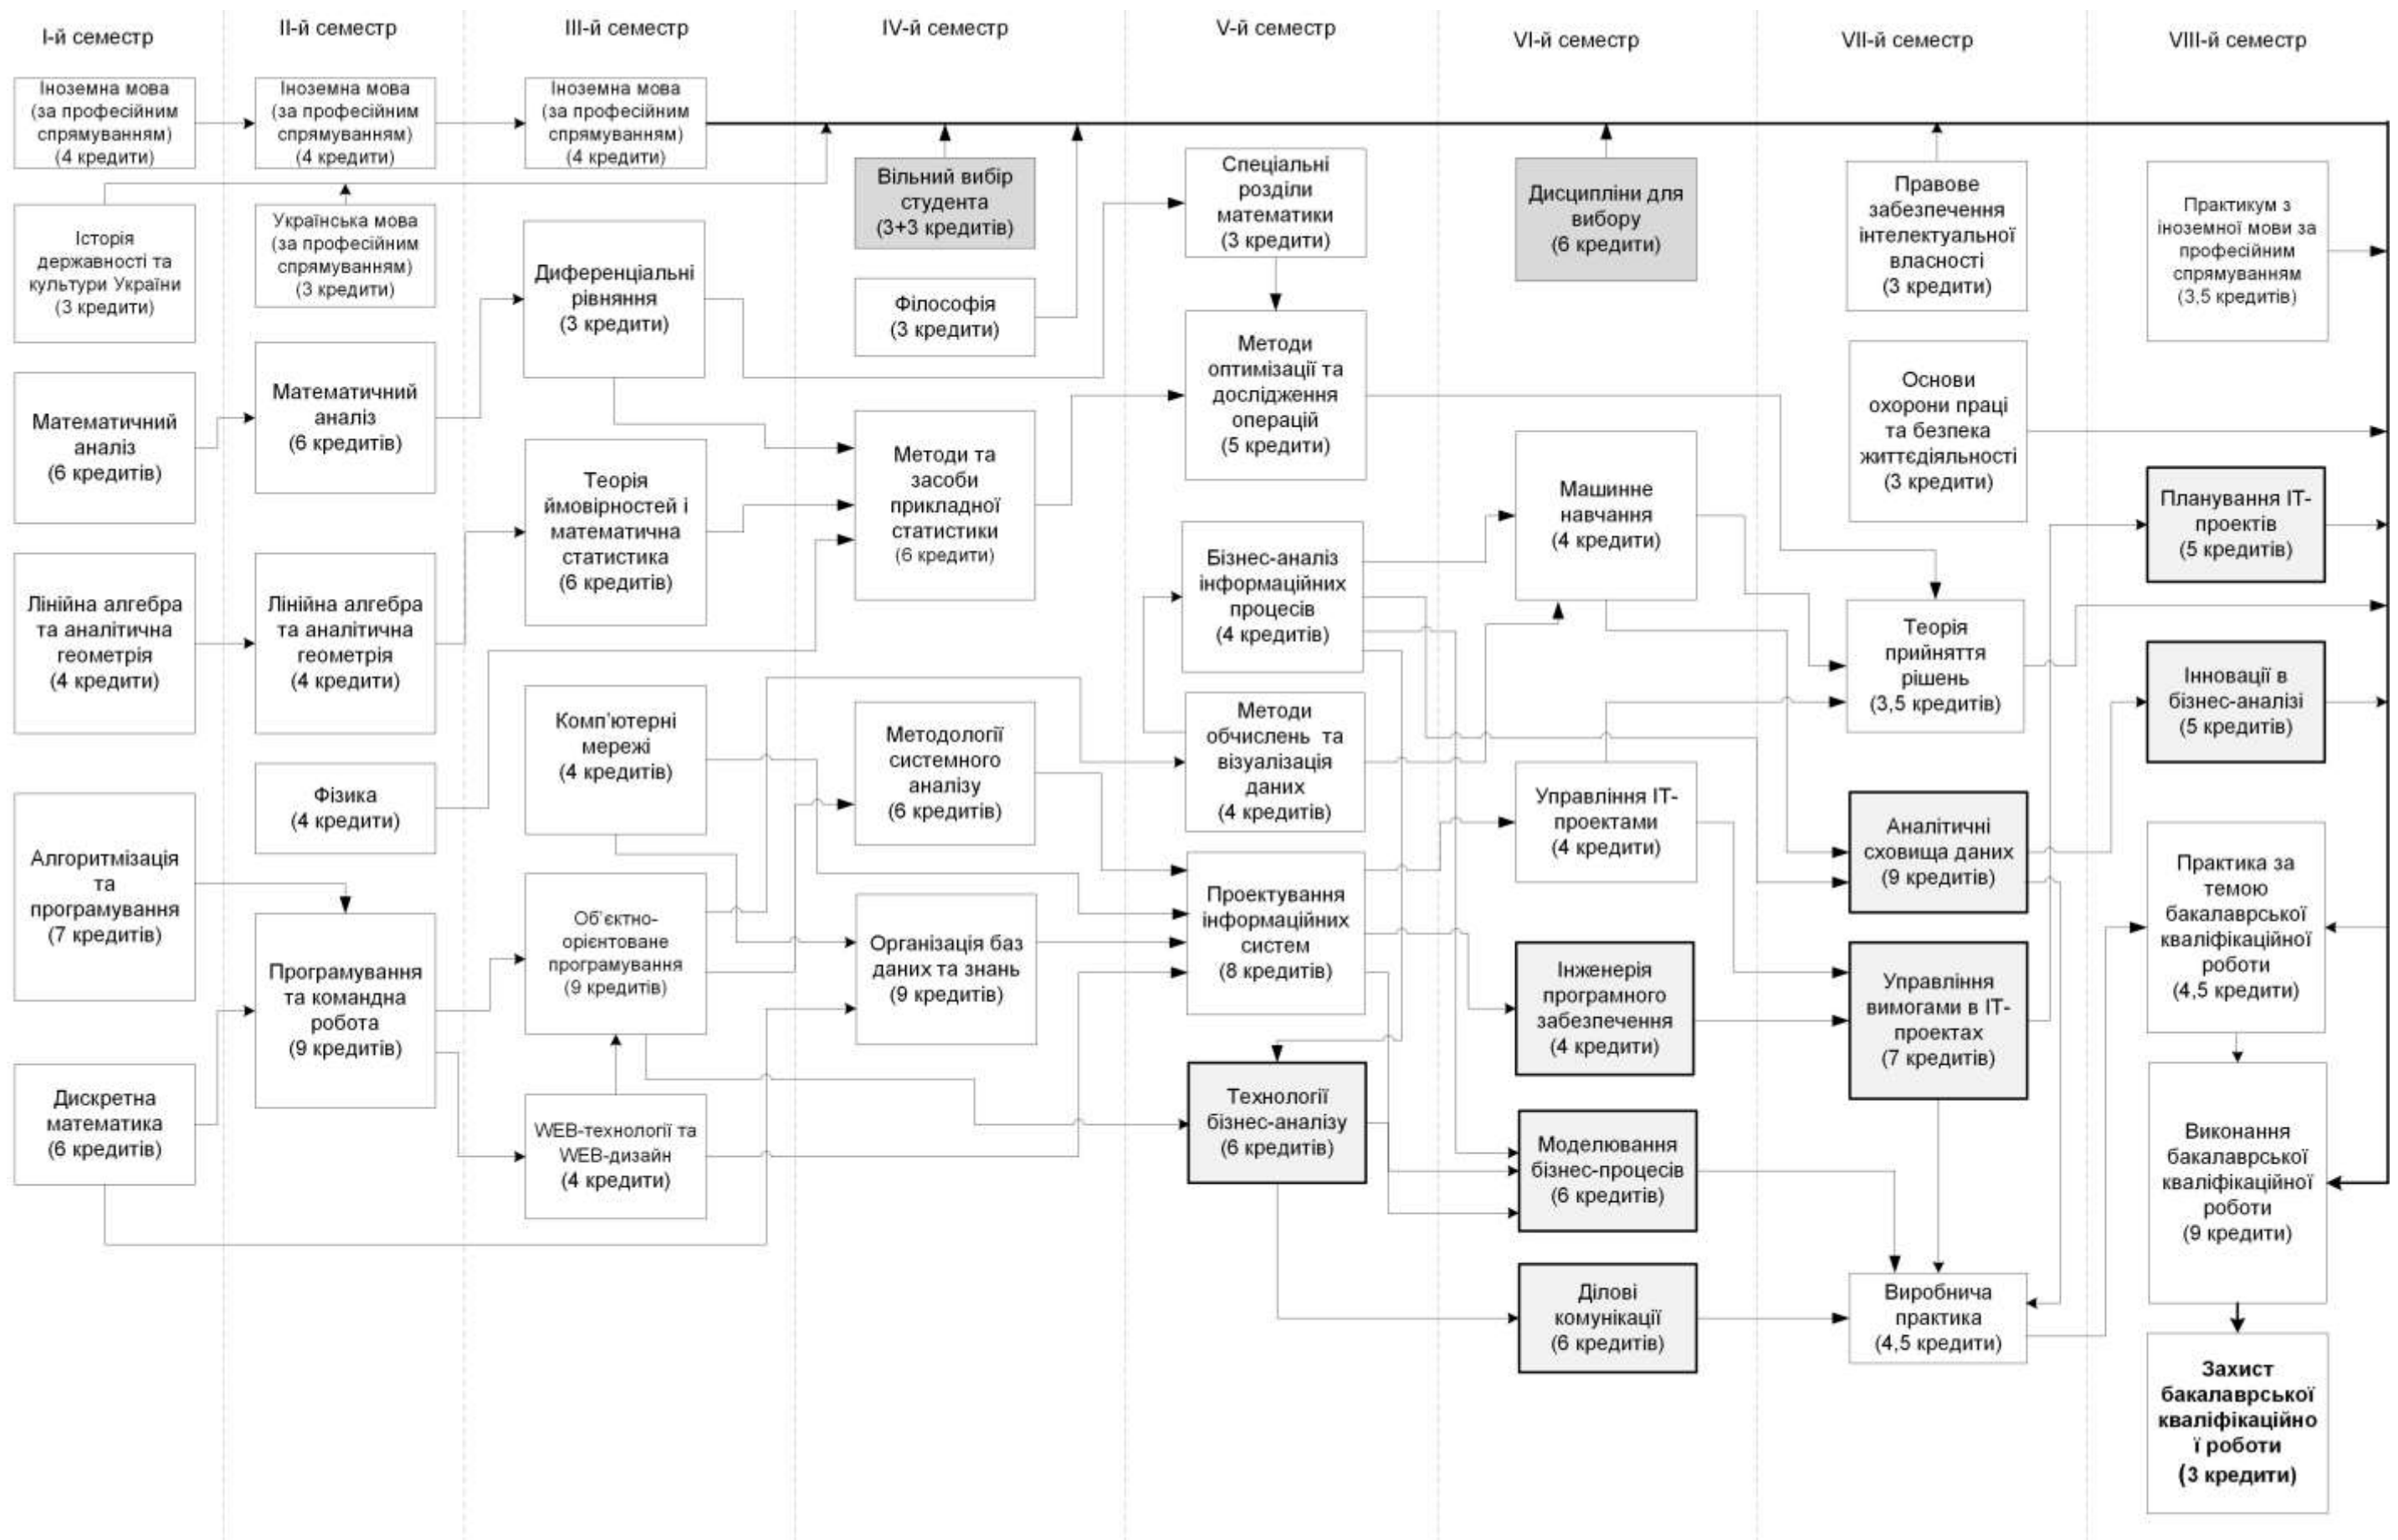 I-й семестр
II-й семестр
III-й семестр
IV-й семестр
V-й семестр
VI-й семестр
VII-й семестр
VIII-й семестр
Іноземна мова
(за професійним
спрямуванням)
(4 кредити)
Історія
державності та
культури України
(3 кредити)
Математичний
аналіз
(6 кредитів)
Лінійна алгебра
та аналітична
геометрія
(4 кредити)
Алгоритмізація
та
програмування
(7 кредитів)
Дискретна
математика
(6 кредитів)
Іноземна мова
(за професійним
спрямуванням)
(4 кредити)
Українська мова
(за професійним
спрямуванням)
(3 кредити)
Математичний
аналіз
(6 кредитів)
Лінійна алгебра
та аналітична
геометрія
(4 кредити)
Фізика
(4 кредити)
Програмування
та командна
робота
(9 кредитів)
Іноземна мова
(за професійним
спрямуванням)
(4 кредити)
Диференціальні
рівняння
(3 кредити)
Теорія
ймовірностей і
математична
статистика
(6 кредитів)
Комп'ютерні
мережі
(4 кредитів)
Об'єктно-
орієнтоване
програмування
(9 кредитів)
WEB-технології та
WEB-дизайн
(4 кредити)
Вільний вибір
студента
(3+3 кредитів)
Філософія
(3 кредити)
Методи та
засоби
прикладної
статистики
(6 кредити)
Методології
системного
аналізу
(6 кредитів)
Організація баз
даних та знань
(9 кредитів)
Спеціальні
розділи
математики
(3 кредити)
Методи
оптимізації та
дослідження
операцій
(5 кредити)
Бізнес-аналіз
інформаційних
процесів
(4 кредитів)
Методи
обчислень та
візуалізація
даних
(4 кредитів)
Проектування
інформаційних
систем
(8 кредитів)
Технології
бізнес-аналізу
(6 кредитів)
Дисципліни для
вибору
(6 кредити)
Машинне
навчання
(4 кредити)
Управління ІТ-
проектами
(4 кредити)
Інженерія
програмного
забезпечення
(4 кредити)
Моделювання
бізнес-процесів
(6 кредитів)
Ділові
комунікації
(6 кредитів)
Правове
забезпечення
інтелектуальної
власності
(3 кредити)
Основи
охорони праці
та безпека
життєдіяльності
(3 кредити)
Теорія
прийняття
рішень
(3,5 кредитів)
Аналітичні
сховища даних
(9 кредитів)
Управління
вимогами в ІТ-
проектах
(7 кредитів)
Виробнича
практика
(4,5 кредити)
Практикум з
іноземної мови за
професійним
спрямуванням
(3,5 кредитів)
Планування ІТ-
проектів
(5 кредитів)
Інновації в
бізнес-аналізі
(5 кредитів)
Практика за
темою
бакалаврської
кваліфікаційної
роботи
(4,5 кредити)
Виконання
бакалаврської
кваліфікаційної
роботи
(9 кредити)
Захист
бакалаврської
кваліфікаційно
ї роботи
(3 кредити)